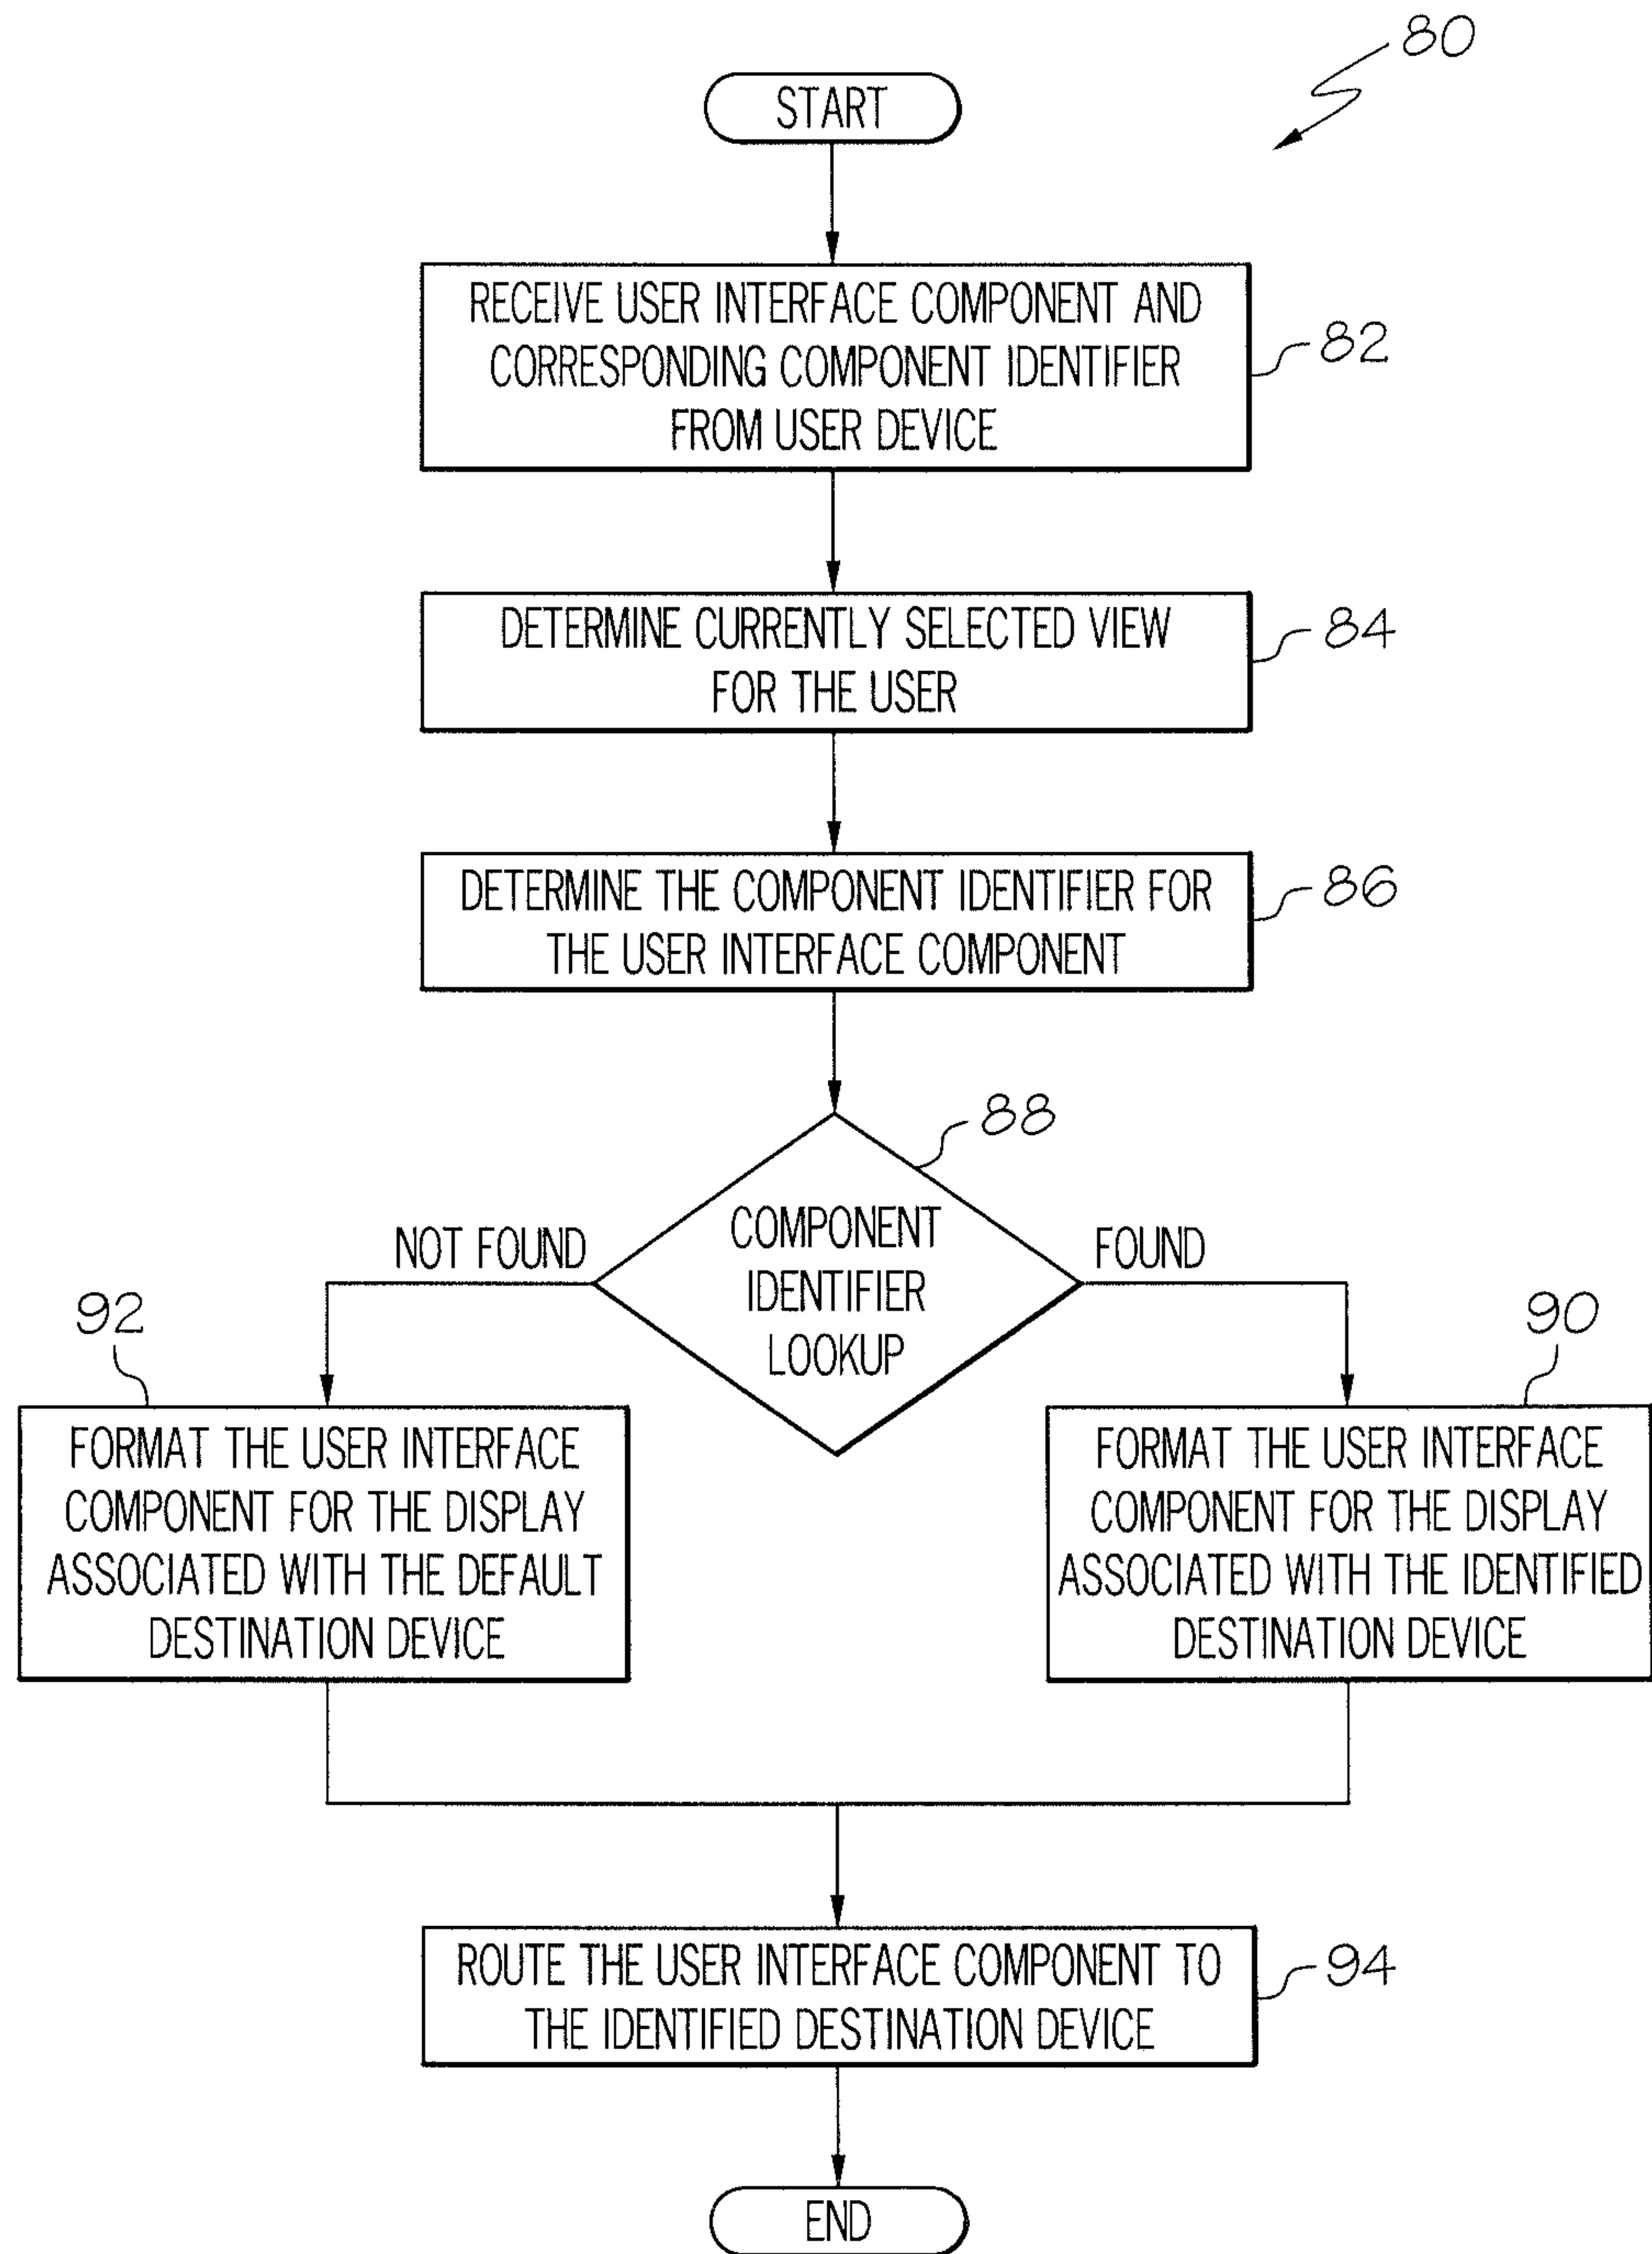 80
START
RECEIVE USER INTERFACE COMPONENT AND
CORRESPONDING COMPONENT IDENTIFIER
FROM USER DEVICE
82
DETERMINE CURRENTLY SELECTED VIEW
FOR THE USER
84
DETERMINE THE COMPONENT IDENTIFIER FOR
THE USER INTERFACE COMPONENT
86
88
COMPONENT
IDENTIFIER
LOOKUP
NOT FOUND
FOUND
92
FORMAT THE USER INTERFACE
COMPONENT FOR THE DISPLAY
ASSOCIATED WITH THE DEFAULT
DESTINATION DEVICE
90
FORMAT THE USER INTERFACE
COMPONENT FOR THE DISPLAY
ASSOCIATED WITH THE IDENTIFIED
DESTINATION DEVICE
ROUTE THE USER INTERFACE COMPONENT TO
THE IDENTIFIED DESTINATION DEVICE
94
END